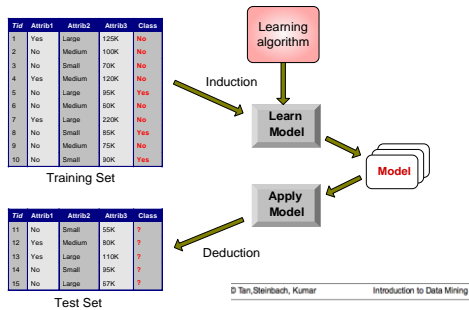 Tid Attrib1 Attrib2 Attrib3 Class
1 Yes Large 125K No
2 No Medium 100K No
3 No Small 70K No
4 Yes Medium 120K No
5 No Large 95K Yes
6 No Medium 60K No
7 Yes Large 220K No
8 No Small 85K Yes
9 No Medium 75K No
10 No Small 90K Yes
Training Set
Learning
algorithm
Induction
Learn
Model
Model
Apply
Model
Deduction
Tid Attrib1 Attrib2 Attrib3 Class
11 No Small 55K ?
12 Yes Medium 80K ?
13 Yes Large 110K ?
14 No Small 95K ?
15 No Large 67K ?
Test Set
© Tan,Steinbach, Kumar Introduction to Data Mining